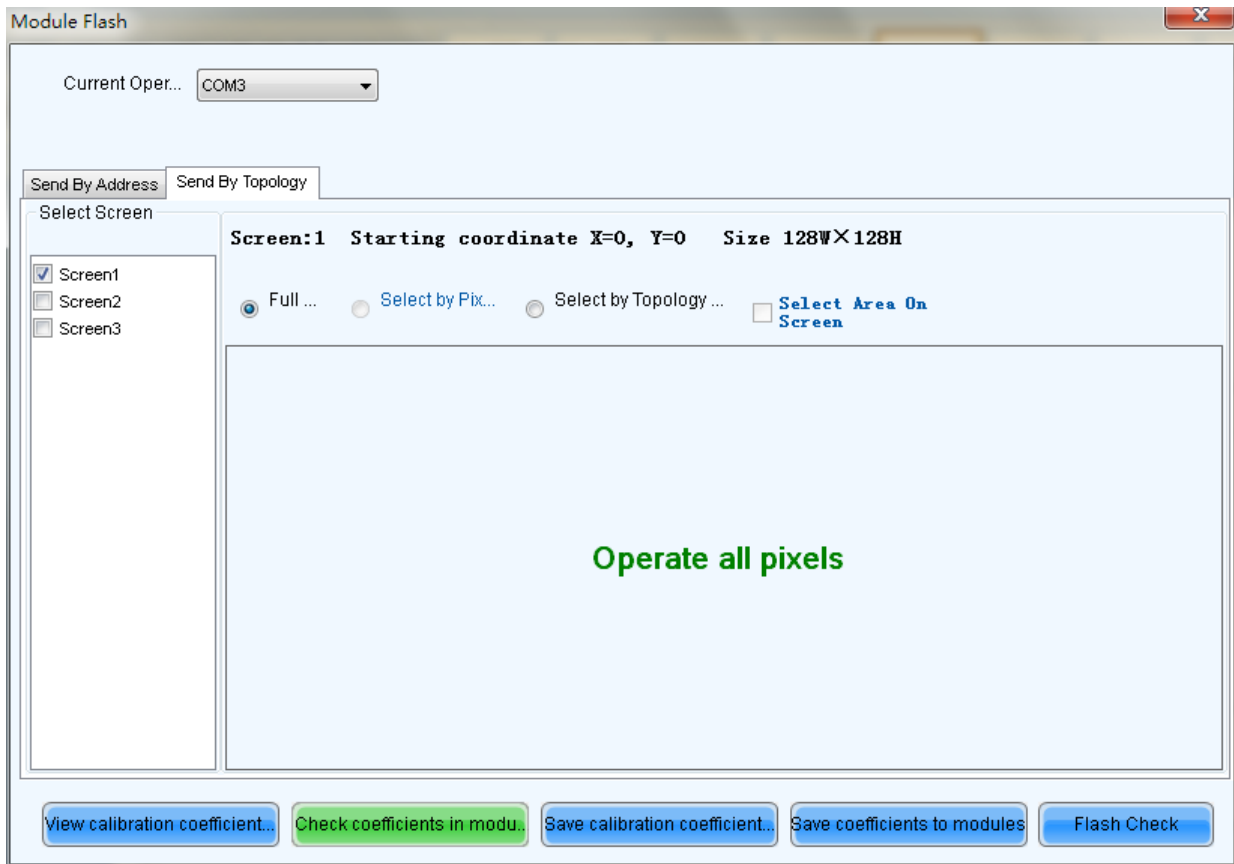 Module Flash
X
Current Oper...
COM3
Send By Address
Send By Topology
Select Screen
Screen:1 Starting coordinate X=0, Y=0 Size 128W×128H
Screen1
Screen2
Screen3
Full ...
Select by Pix...
Select by Topology ...
Select Area On
Screen
Operate all pixels
View calibration coefficient...
Check coefficients in modu..
Save calibration coefficient...
Save coefficients to modules
Flash Check